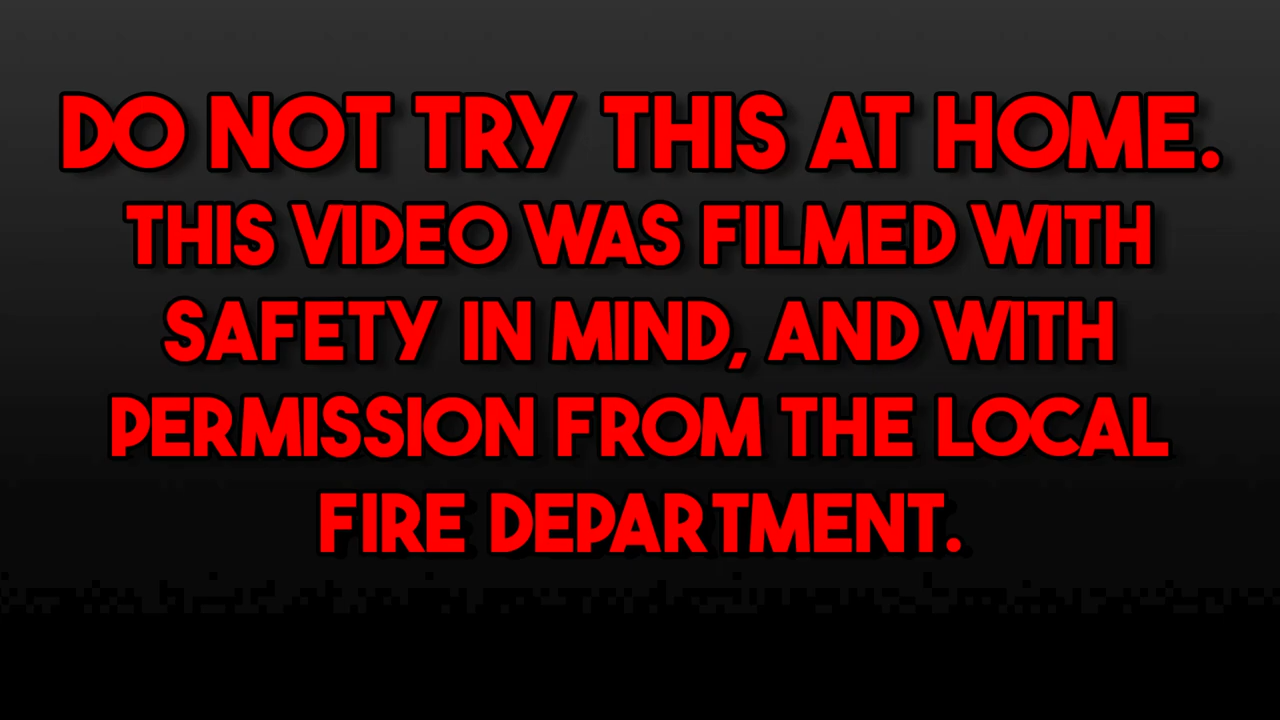 DO NOT TRY THIS AT HOME.
THIS VIDEO WAS FILMED WITH
SAFETY IN MIND, AND WITH
PERMISSION FROM THE LOCAL
FIRE DEPARTMENT.